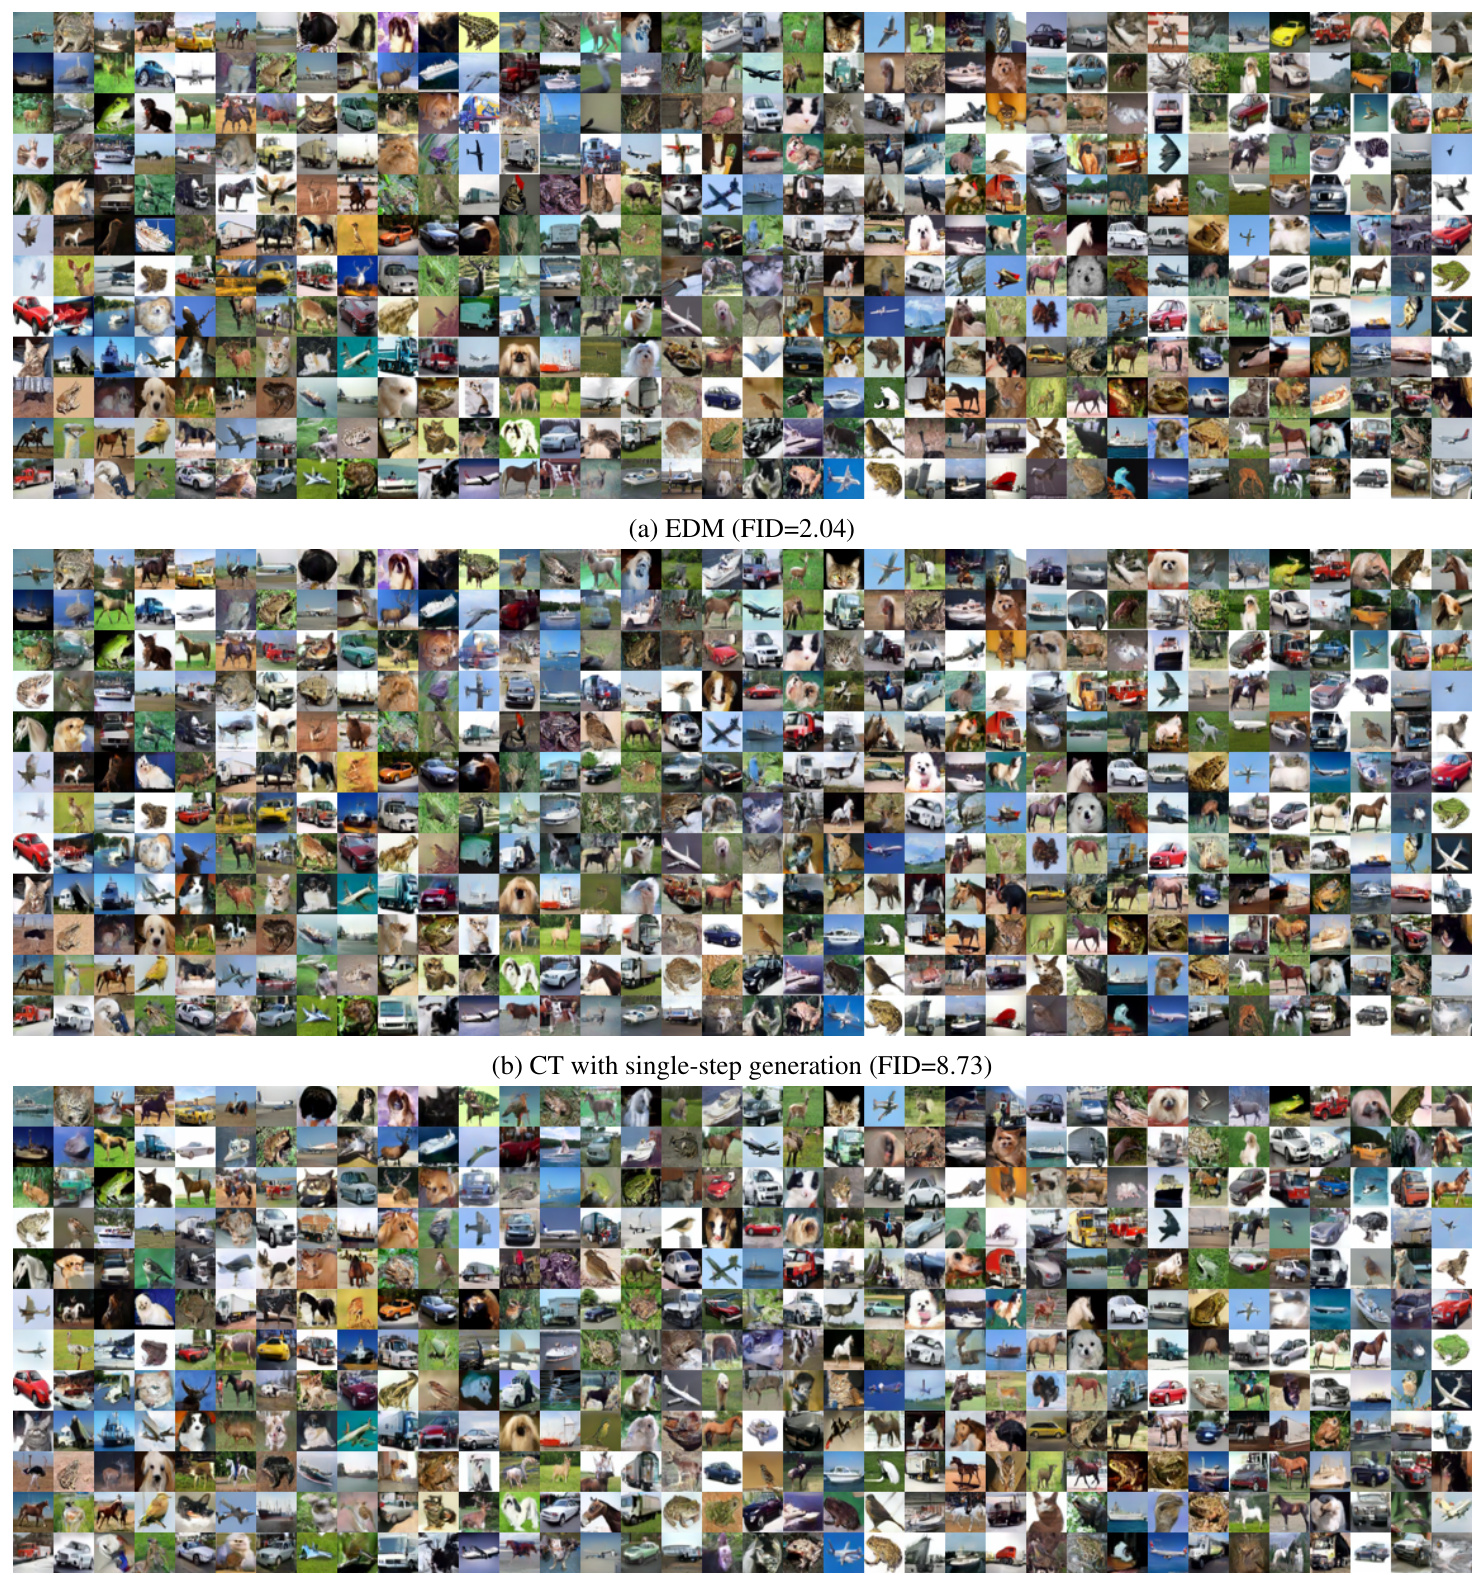 (a) EDM (FID=2.04)
(b) CT with single-step generation (FID=8.73)